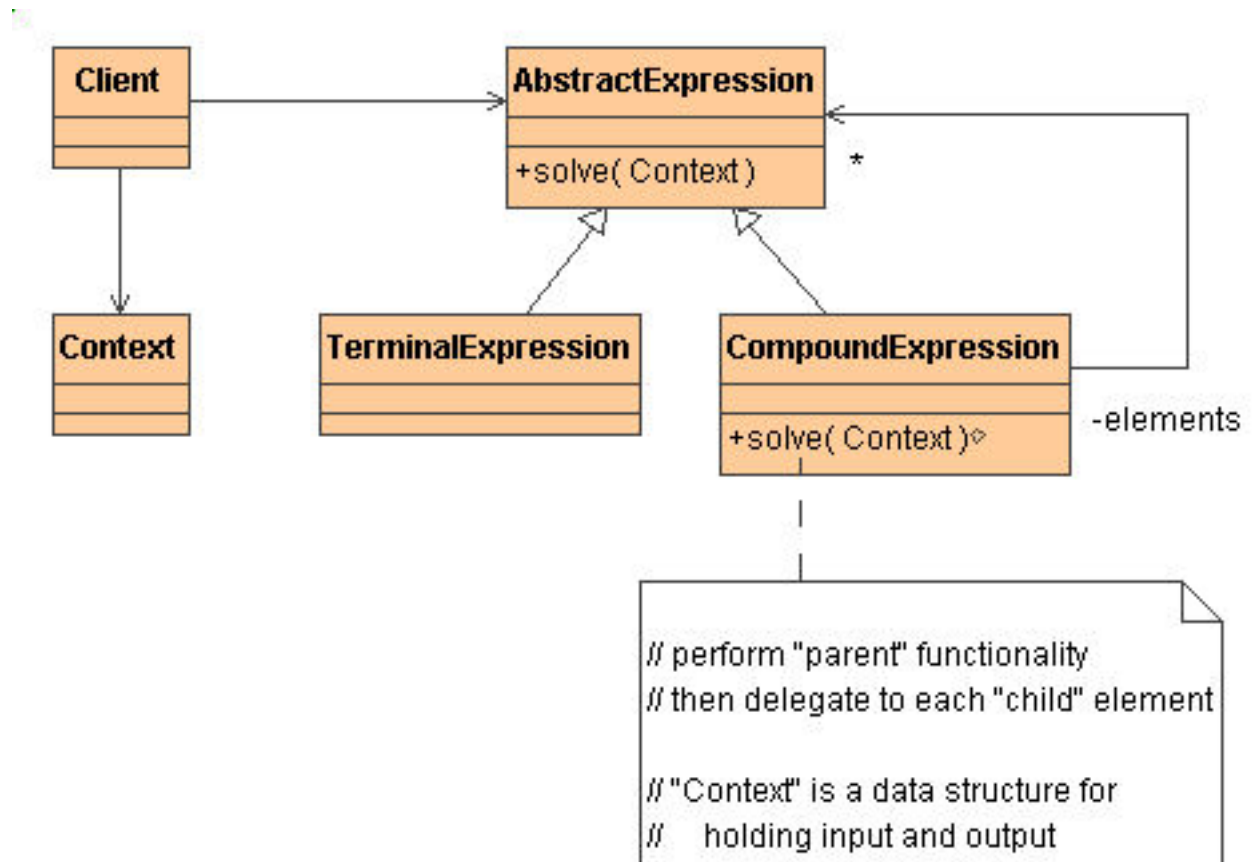 Client
AbstractExpression
+solve( Context )
*
Context
TerminalExpression
CompoundExpression
+solve( Context )
-elements
// perform "parent" functionality
// then delegate to each "child" element
// "Context" is a data structure for
// holding input and output